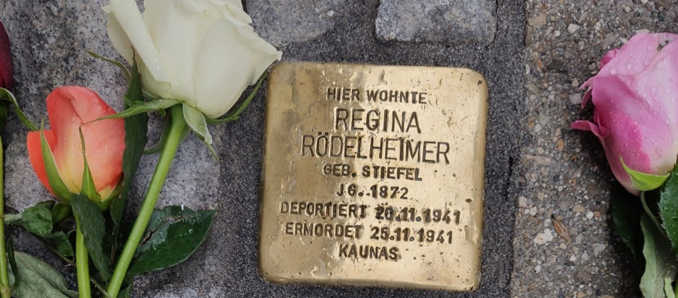 HIER WOHNTE
REGINA
RÖDELHEIMER
GEB. STIEFEL
JG. 1872
DEPORTIERT 20.11.1941
ERMORDET 25.11.1941
KAUNAS